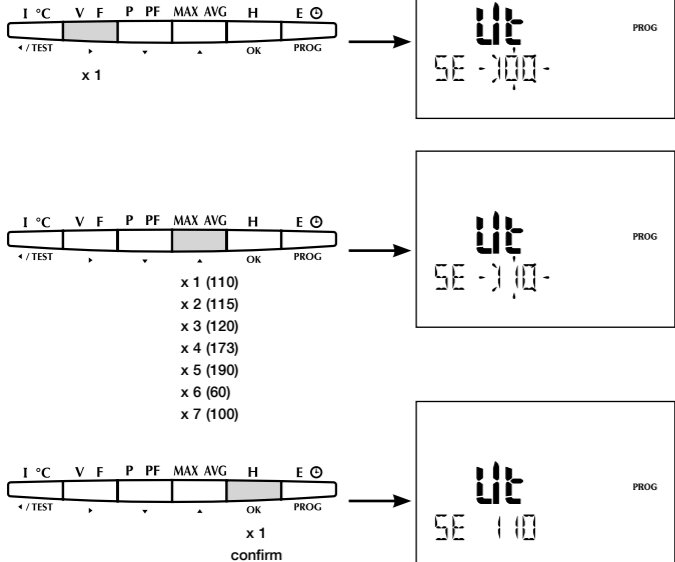 I °C V F P PF MAX AVG H E
/ TEST OK PROG
x 1
Ut
PROG
SE 100
I °C V F P PF MAX AVG H E
/ TEST OK PROG
x 1 (110)
x 2 (115)
x 3 (120)
x 4 (173)
x 5 (190)
x 6 (60)
x 7 (100)
Ut
PROG
SE 110
I °C V F P PF MAX AVG H E
/ TEST OK PROG
x 1
confirm
Ut
PROG
SE 110